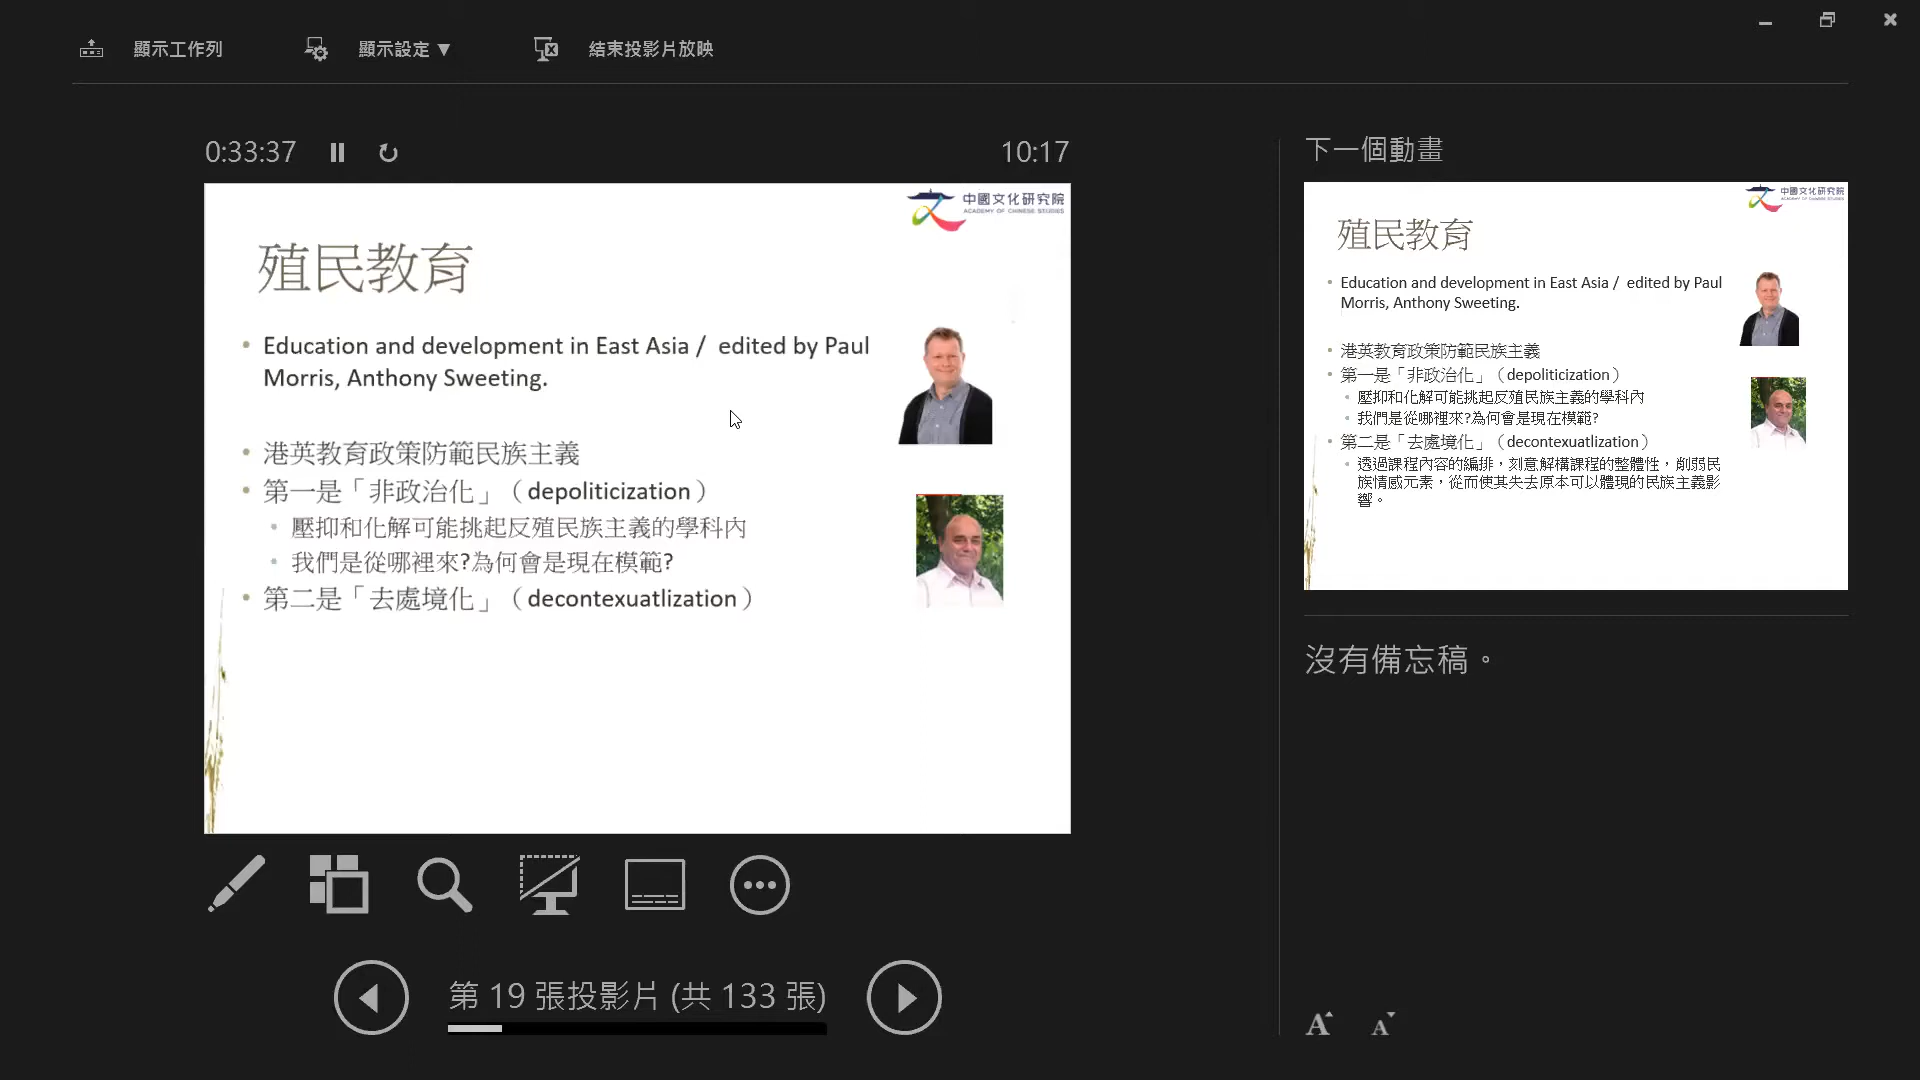 顯示工作列
顯示設定 ▼
結束投影片放映
0:33:37
10:17
中國文化研究院
ACADEMY OF CHINESE STUDIES
殖民教育
• Education and development in East Asia / edited by Paul
Morris, Anthony Sweeting.
• 港英教育政策防範民族主義
• 第一是「非政治化」（depoliticization）
• 壓抑和化解可能挑起反殖民族主義的學科內
• 我們是從哪裡來?為何會是現在模範?
• 第二是「去處境化」（decontexuatlization）
第 19 張投影片 (共 133 張)
下一個動畫
中國文化研究院
ACADEMY OF CHINESE STUDIES
殖民教育
• Education and development in East Asia / edited by Paul
Morris, Anthony Sweeting.
• 港英教育政策防範民族主義
• 第一是「非政治化」（depoliticization）
• 壓抑和化解可能挑起反殖民族主義的學科內
• 我們是從哪裡來?為何會是現在模範?
• 第二是「去處境化」（decontexuatlization）
• 透過課程內容的編排，刻意解構課程的整體性，削弱民
族情感元素，從而使其失去原本可以體現的民族主義影
響。
沒有備忘稿。
A A